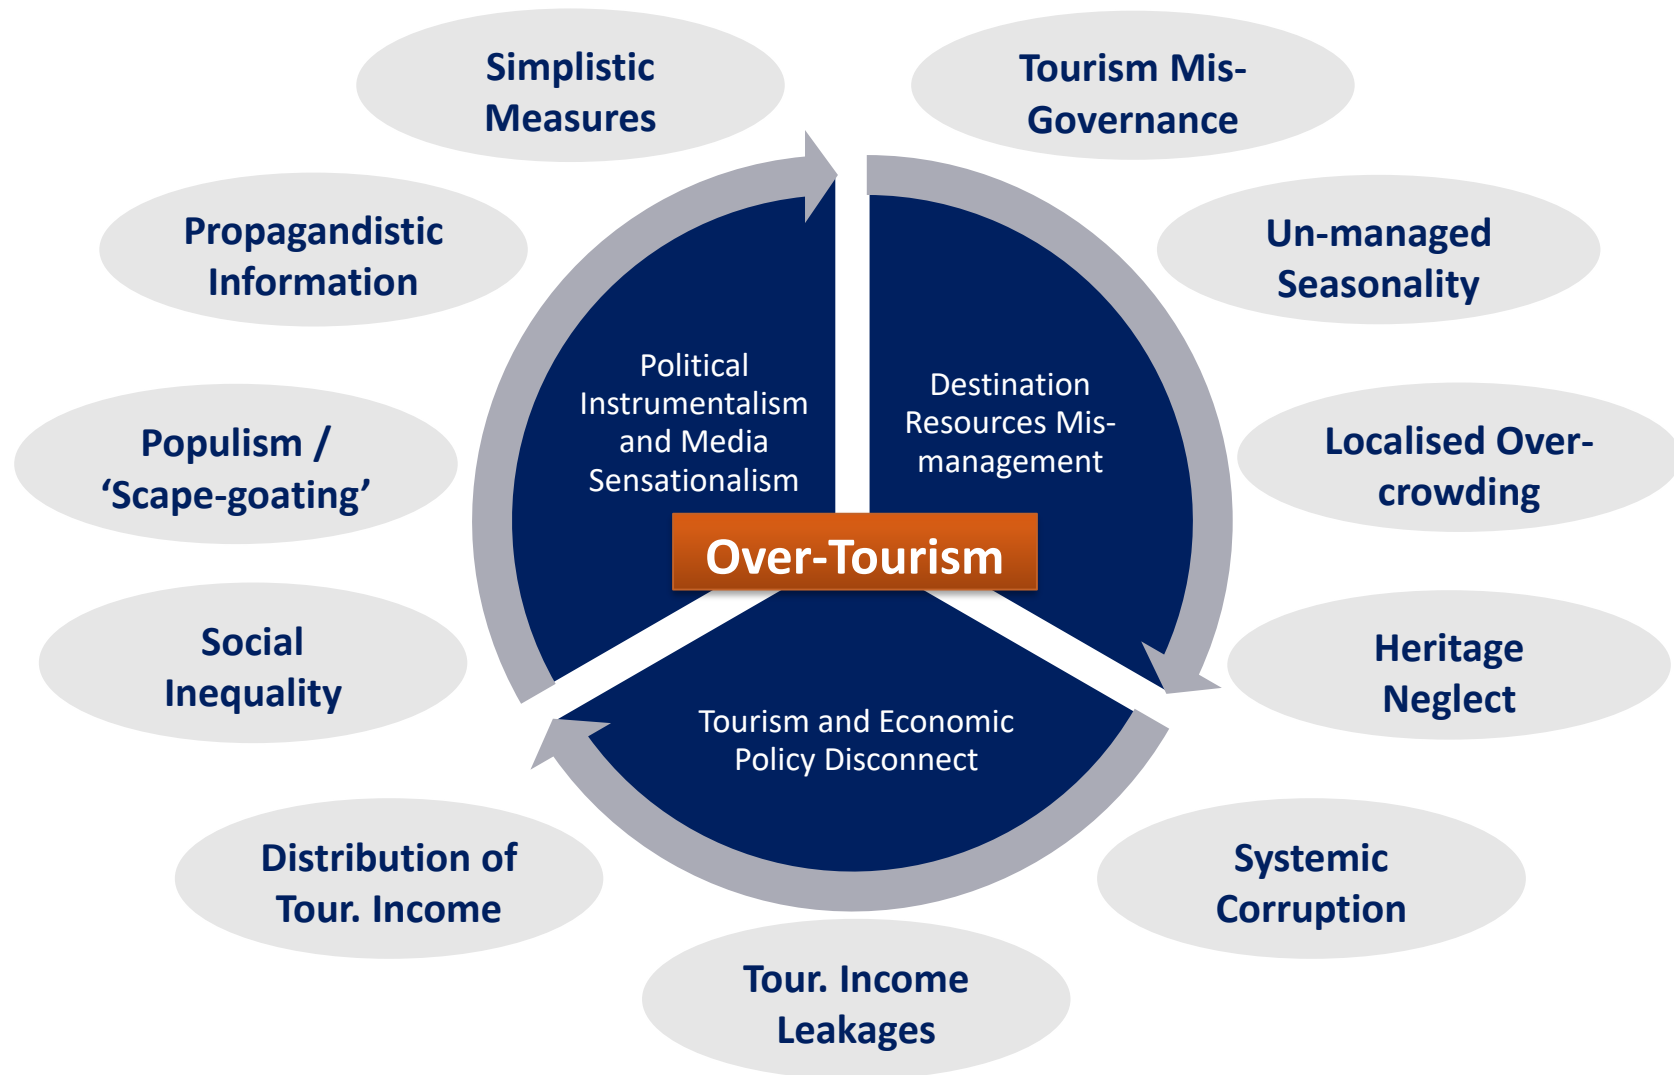 Simplistic
Measures
Tourism Mis-
Governance
Propagandistic
Information
Un-managed
Seasonality
Political
Instrumentalism
and Media
Sensationalism
Destination
Resources Mis-
management
Populism /
‘Scape-goating’
Localised Over-
crowding
Over-Tourism
Social
Inequality
Heritage
Neglect
Tourism and Economic
Policy Disconnect
Distribution of
Tour. Income
Systemic
Corruption
Tour. Income
Leakages